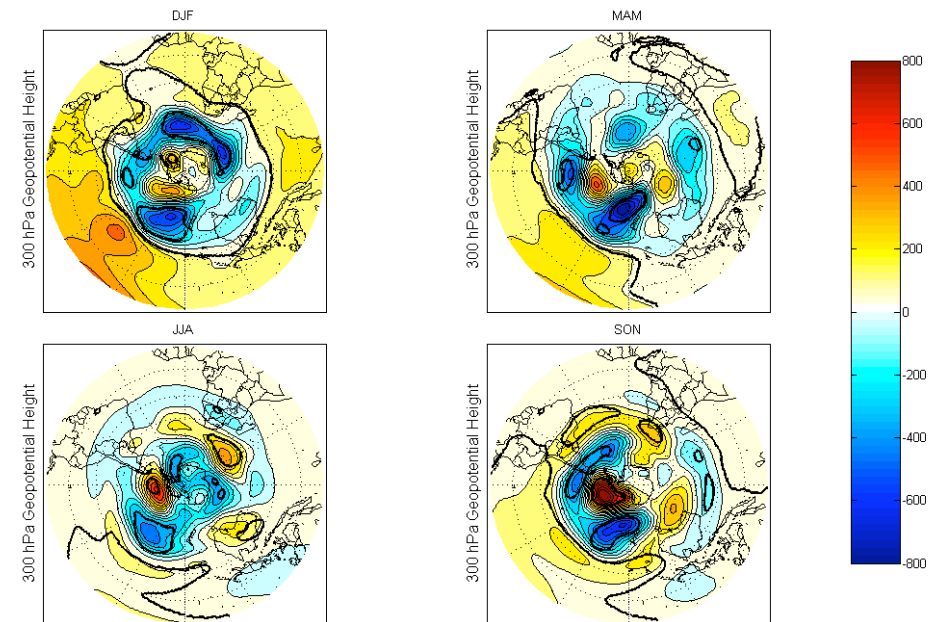 DJF
MAM
300 hPa Geopotential Height
300 hPa Geopotential Height
800
600
400
200
0
-200
-400
-600
-800
JJA
SON
300 hPa Geopotential Height
300 hPa Geopotential Height